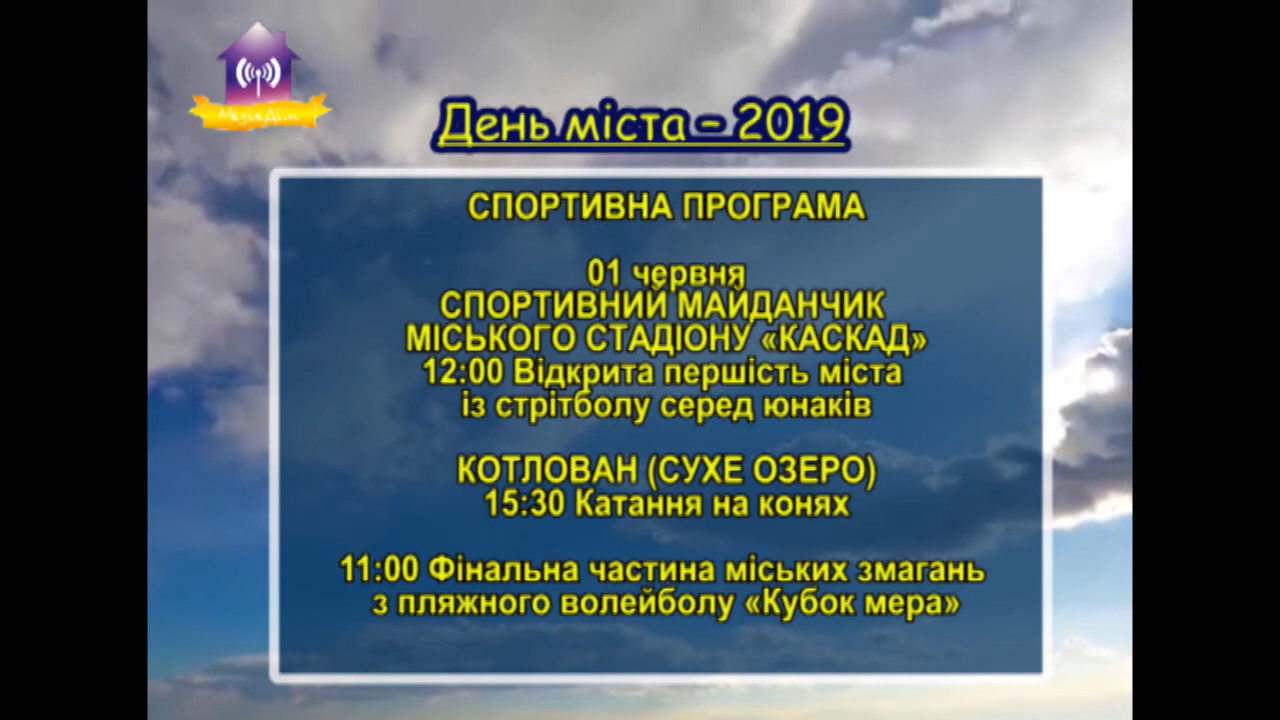 Медіа Дім
День міста – 2019
СПОРТИВНА ПРОГРАМА
01 червня
СПОРТИВНИЙ МАЙДАНЧИК
МІСЬКОГО СТАДІОНУ «КАСКАД»
12:00 Відкрита першість міста
із стрітболу серед юнаків
КОТЛОВАН (СУХЕ ОЗЕРО)
15:30 Катання на конях
11:00 Фінальна частина міських змагань
з пляжного волейболу «Кубок мера»